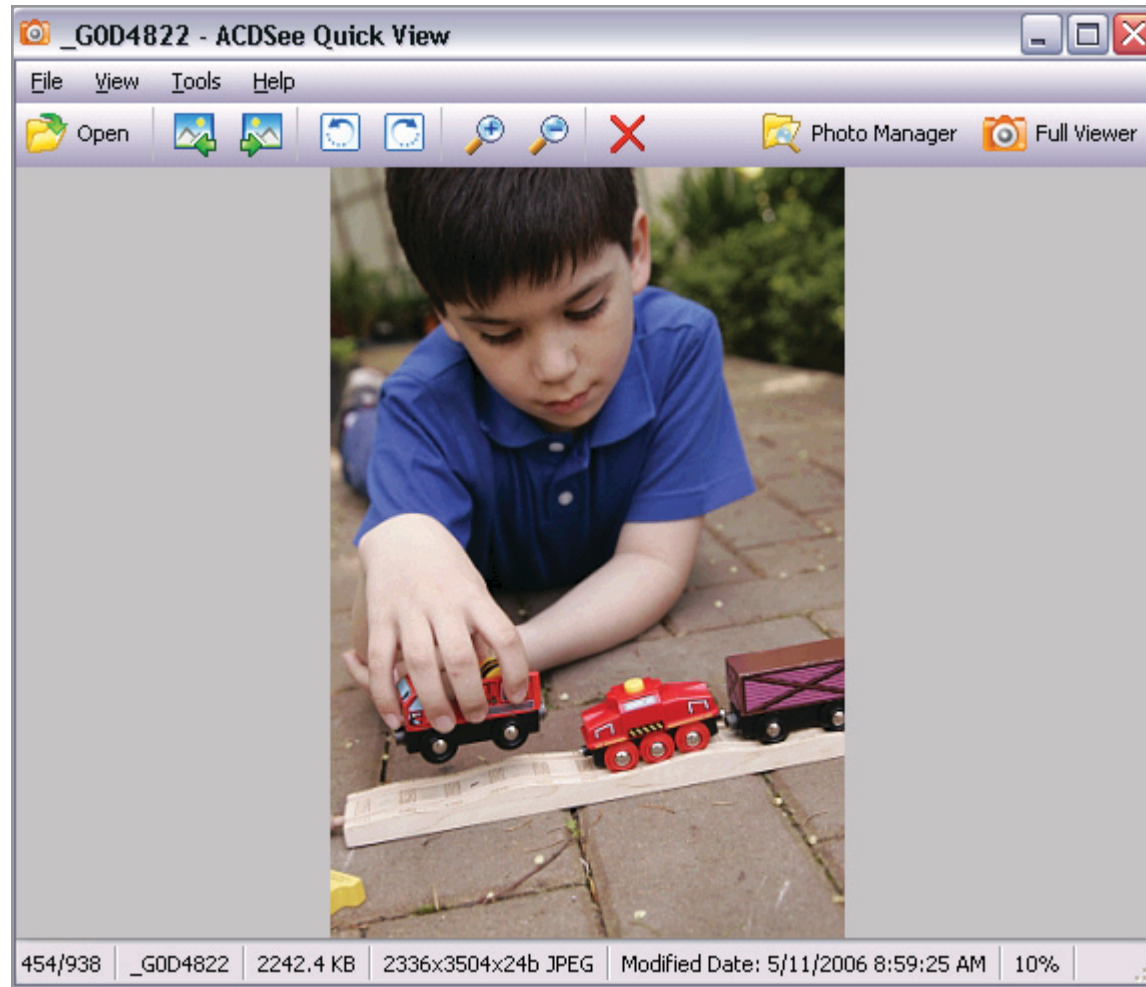 _G0D4822 - ACDSee Quick View
File View Tools Help
Open Photo Manager Full Viewer
454/938 _G0D4822 2242.4 KB 2336x3504x24b JPEG Modified Date: 5/11/2006 8:59:25 AM 10%